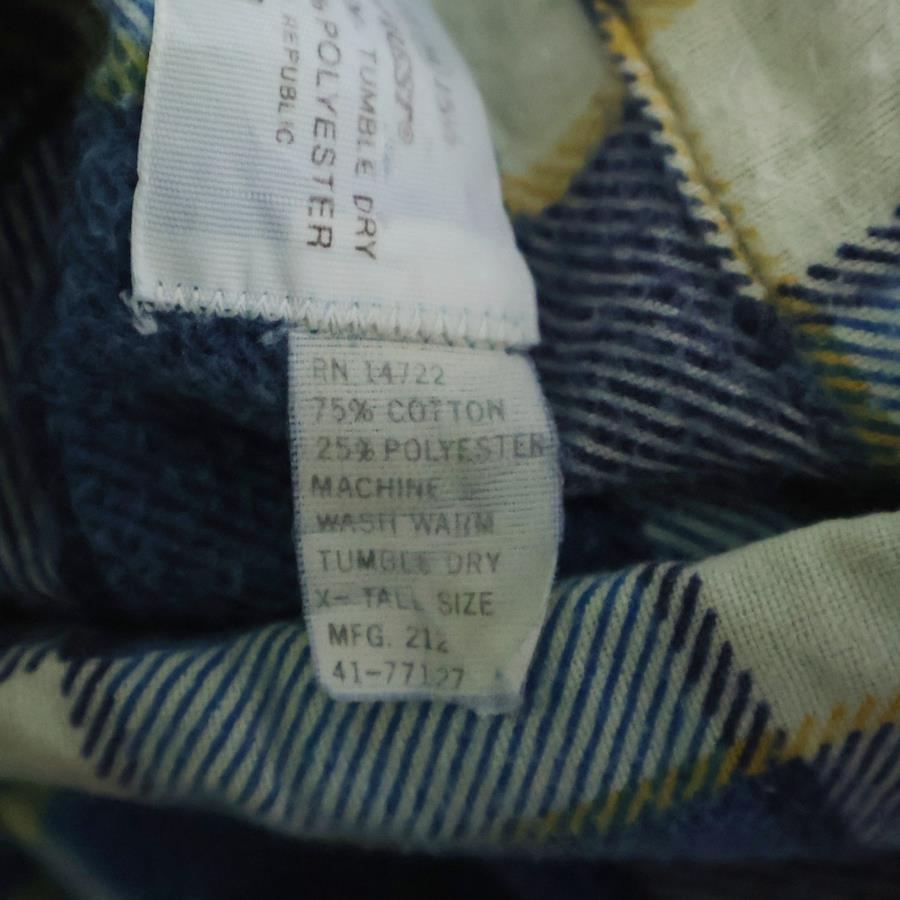 TUMBLE DRY
POLYESTER
REPUBLIC
RN 14722
75% COTTON
25% POLYESTER
MACHINE
WASH WARM
TUMBLE DRY
X-TALL SIZE
MFG. 212
41-77127